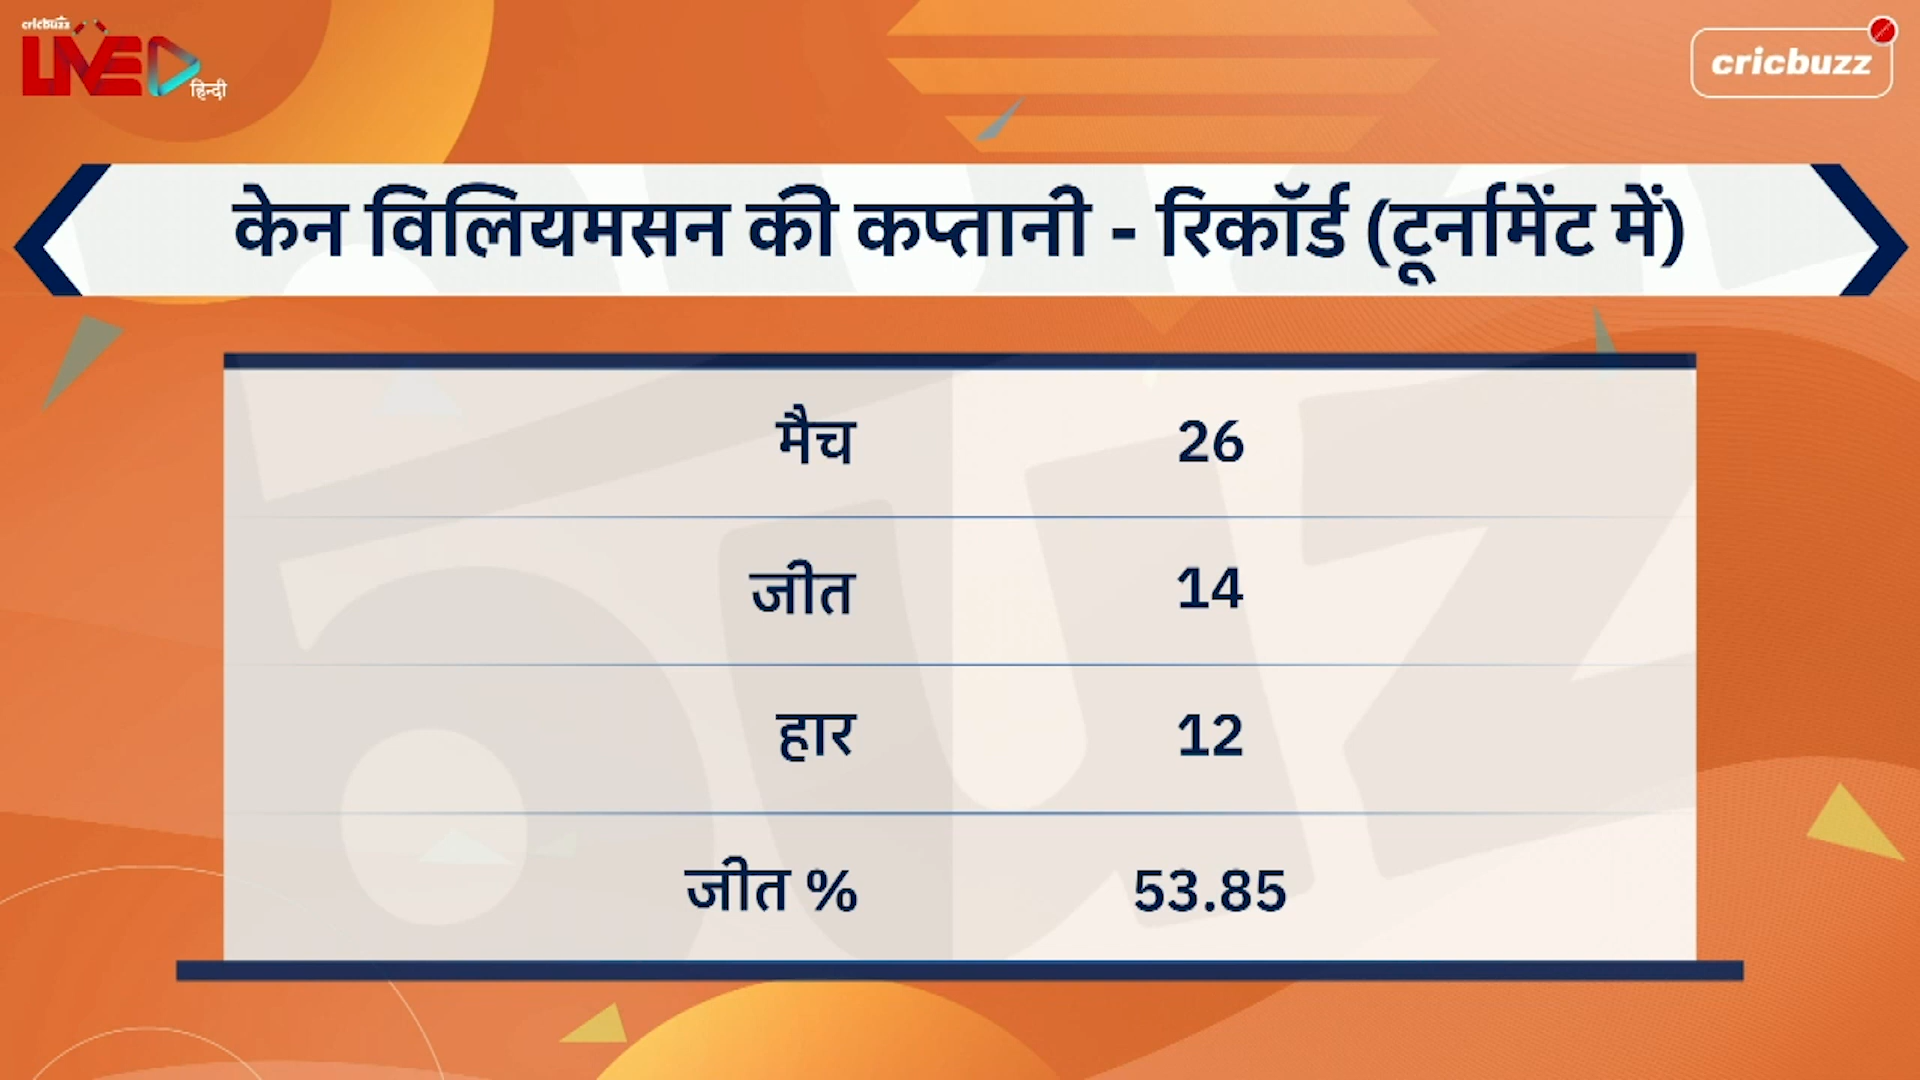 cricbuzz
LIVE
हिन्दी
cricbuzz
केन विलियमसन की कप्तानी - रिकॉर्ड (टूर्नामेंट में)
मैच 26
जीत 14
हार 12
जीत % 53.85